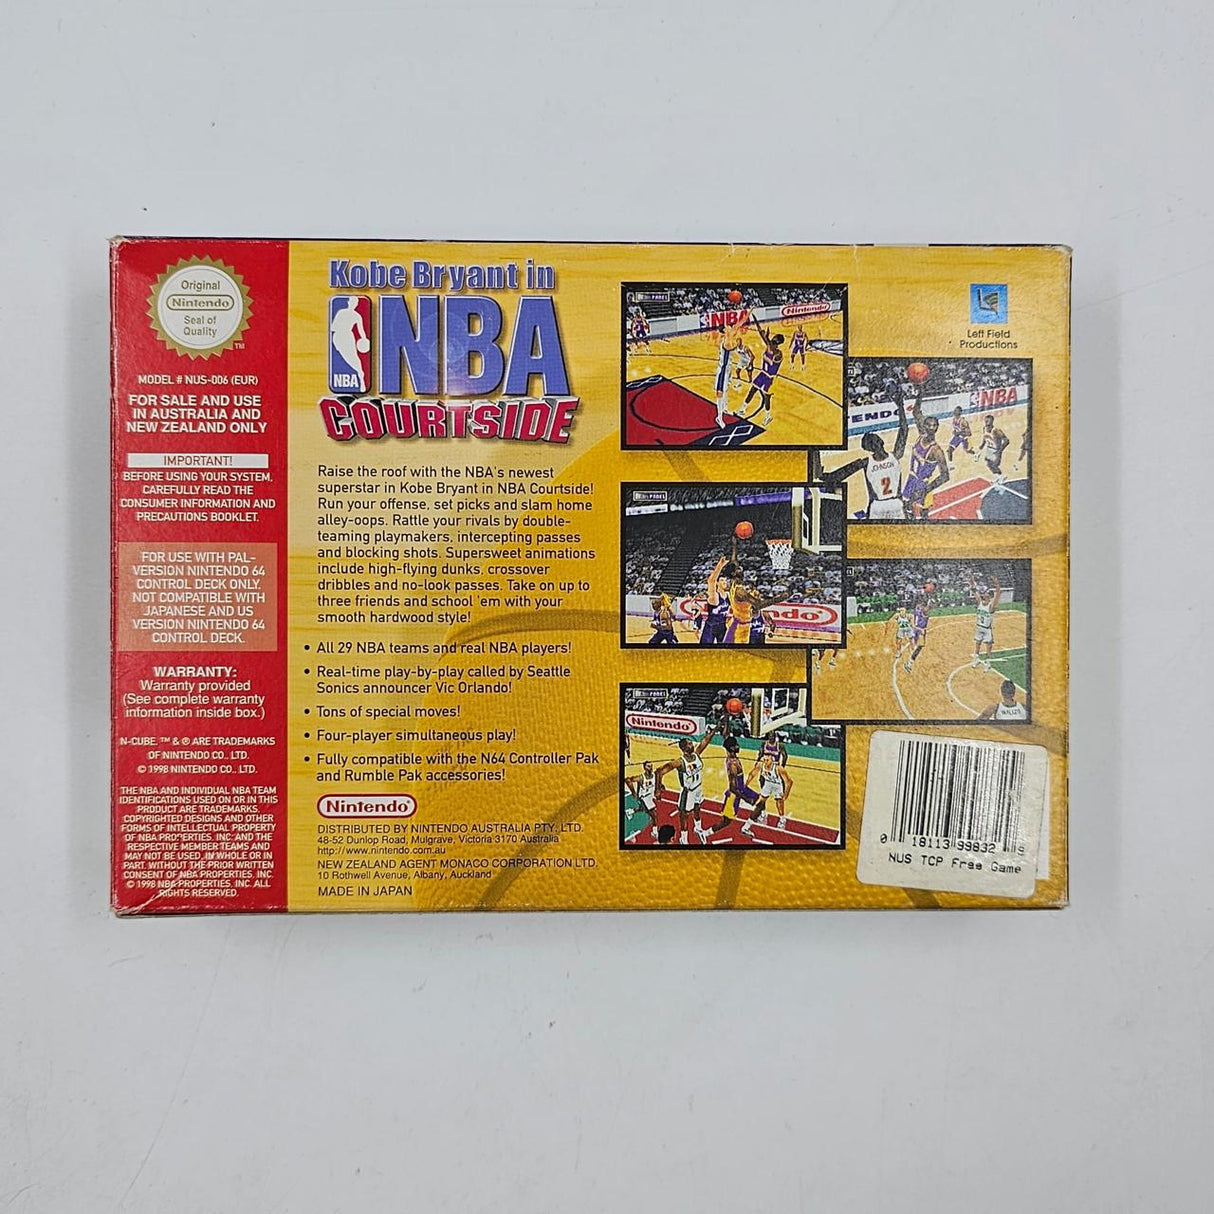 Original
Nintendo
Seal of
Quality
TM
MODEL # NUS-006 (EUR)
FOR SALE AND USE
IN AUSTRALIA AND
NEW ZEALAND ONLY
IMPORTANT!
BEFORE USING YOUR SYSTEM,
CAREFULLY READ THE
CONSUMER INFORMATION AND
PRECAUTIONS BOOKLET.
FOR USE WITH PAL-
VERSION NINTENDO 64
CONTROL DECK ONLY.
NOT COMPATIBLE WITH
JAPANESE AND US
VERSION NINTENDO 64
CONTROL DECK.
WARRANTY:
Warranty provided
(See complete warranty
information inside box.)
N-CUBE, ™ & ® ARE TRADEMARKS
OF NINTENDO CO., LTD.
© 1998 NINTENDO CO., LTD.
THE NBA AND INDIVIDUAL NBA TEAM
IDENTIFICATIONS USED ON OR IN THIS
PRODUCT ARE TRADEMARKS,
COPYRIGHTED DESIGNS AND OTHER
FORMS OF INTELLECTUAL PROPERTY
OF NBA PROPERTIES, INC. AND THE
RESPECTIVE MEMBER TEAMS AND
MAY NOT BE USED, IN WHOLE OR IN
PART, WITHOUT THE PRIOR WRITTEN
CONSENT OF NBA PROPERTIES, INC.
© 1998 NBA PROPERTIES, INC. ALL
RIGHTS RESERVED.
Kobe Bryant in
NBA
NBA
COURTSIDE
Raise the roof with the NBA's newest
superstar in Kobe Bryant in NBA Courtside!
Run your offense, set picks and slam home
alley-oops. Rattle your rivals by double-
teaming playmakers, intercepting passes
and blocking shots. Supersweet animations
include high-flying dunks, crossover
dribbles and no-look passes. Take on up to
three friends and school 'em with your
smooth hardwood style!
• All 29 NBA teams and real NBA players!
• Real-time play-by-play called by Seattle
Sonics announcer Vic Orlando!
• Tons of special moves!
• Four-player simultaneous play!
• Fully compatible with the N64 Controller Pak
and Rumble Pak accessories!
Nintendo®
DISTRIBUTED BY NINTENDO AUSTRALIA PTY. LTD.
48-52 Dunlop Road, Mulgrave, Victoria 3170 Australia
http://www.nintendo.com.au
NEW ZEALAND AGENT MONACO CORPORATION LTD.
10 Rothwell Avenue, Albany, Auckland
MADE IN JAPAN
Left Field
Productions
NBA
Nintendo
ENDO
NBA
JOHNSON
2
ndo
Nintendo
0 18113 99832
NUS TCP Free Game